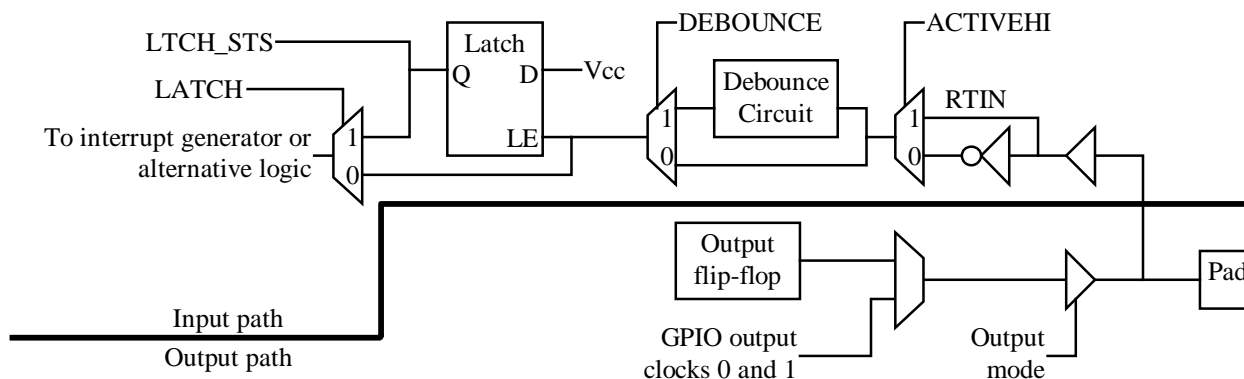 DEBOUNCE
ACTIVEHI
LTCH_STS
Latch
Q
D
Vcc
Debounce
Circuit
LATCH
RTIN
1
1
1
To interrupt generator or
alternative logic
LE
0
0
0
Output
flip-flop
Pad
Input path
Output path
GPIO output
clocks 0 and 1
Output
mode